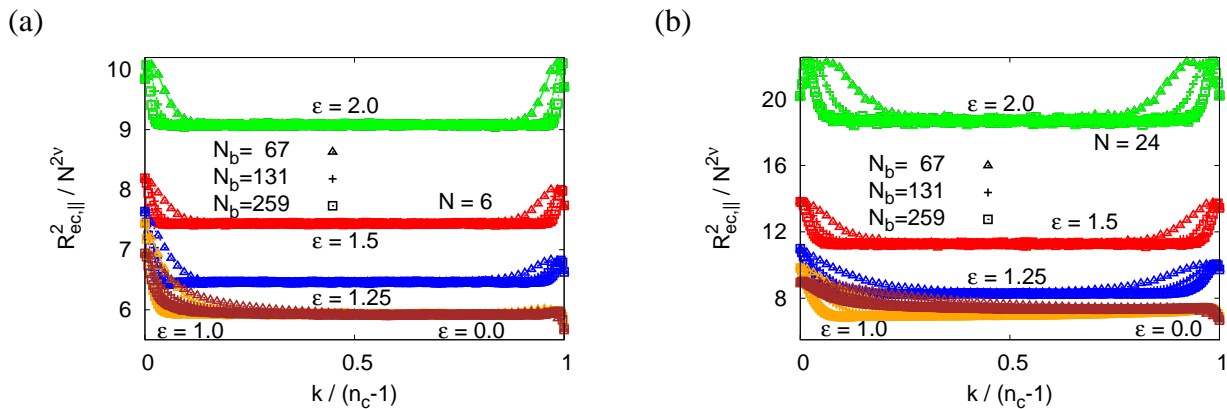 (a)
R²ec,|| / N²ν
10
9
8
7
6
ε = 2.0
Nb= 67
Nb=131
Nb=259
N = 6
ε = 1.5
ε = 1.25
ε = 1.0
ε = 0.0
0
0.5
1
k / (nc-1)
(b)
R²ec,|| / N²ν
20
16
12
8
ε = 2.0
N = 24
Nb= 67
Nb=131
Nb=259
ε = 1.5
ε = 1.25
ε = 1.0
ε = 0.0
0
0.5
1
k / (nc-1)